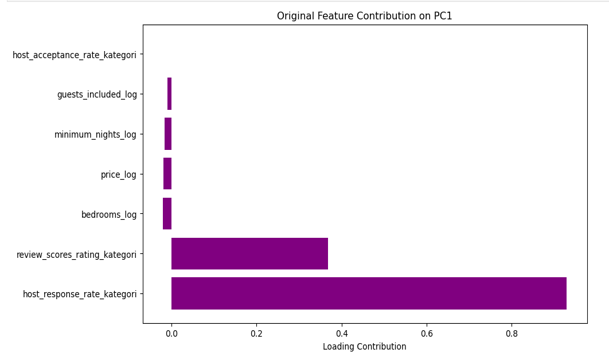 Original Feature Contribution on PC1
host_acceptance_rate_kategori
guests_included_log
minimum_nights_log
price_log
bedrooms_log
review_scores_rating_kategori
host_response_rate_kategori
0.0 0.2 0.4 0.6 0.8
Loading Contribution